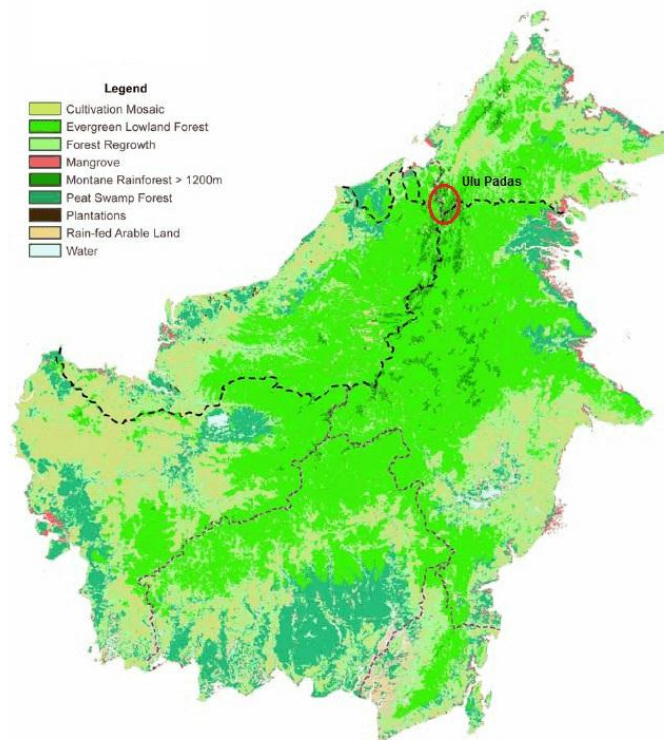 Legend
Cultivation Mosaic
Evergreen Lowland Forest
Forest Regrowth
Mangrove
Montane Rainforest > 1200m
Peat Swamp Forest
Plantations
Rain-fed Arable Land
Water
Ulu Padas